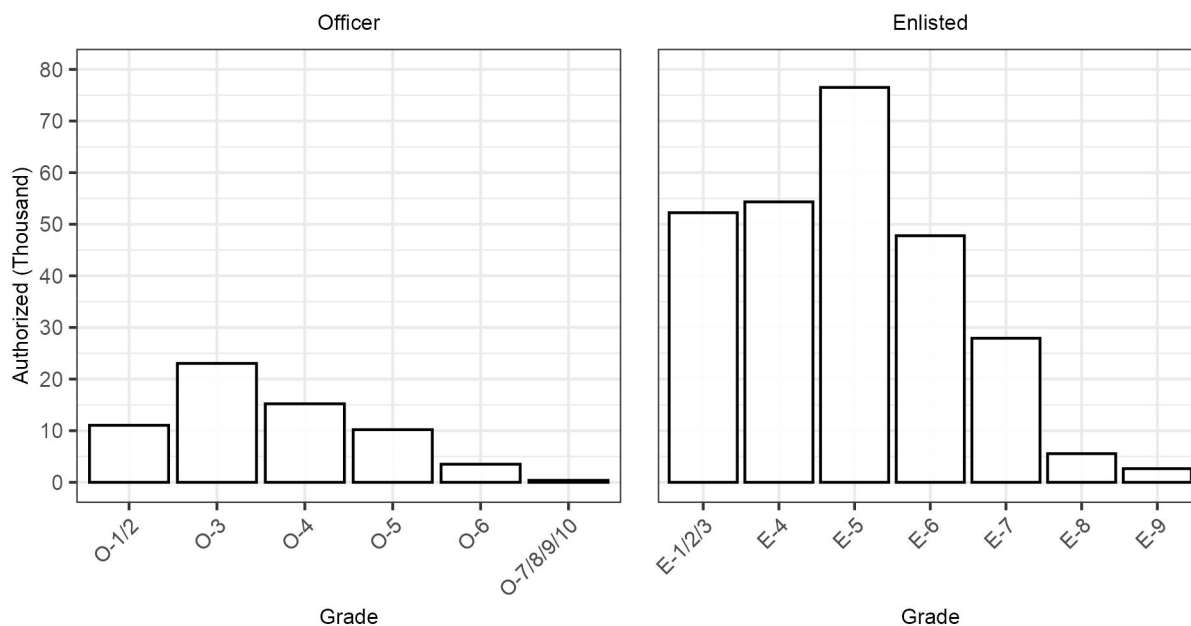 Officer
Enlisted
Authorized (Thousand)
80
70
60
50
40
30
20
10
0
O-1/2
O-3
O-4
O-5
O-6
O-7/8/9/10
E-1/2/3
E-4
E-5
E-6
E-7
E-8
E-9
Grade
Grade